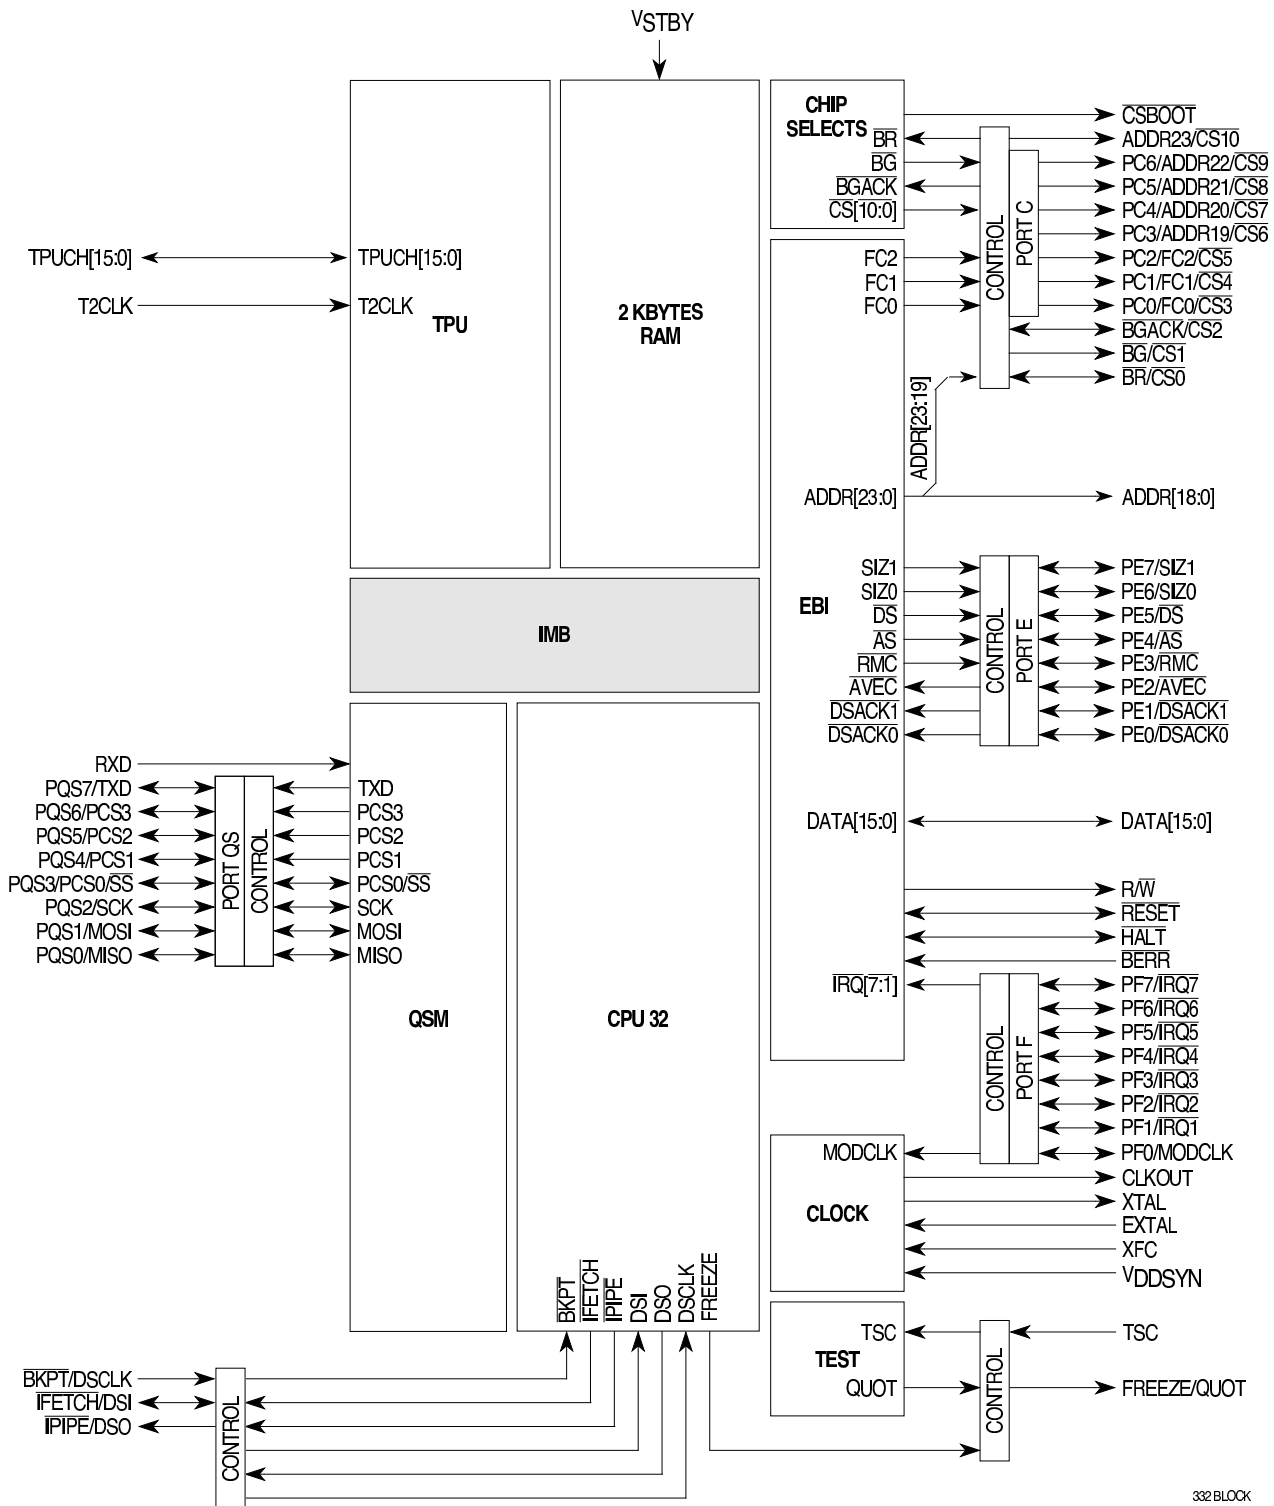 VSTBY
CHIP
SELECTS
BR
BG
BGACK
CS[10:0]
CONTROL
PORT C
CSBOOT
ADDR23/CS10
PC6/ADDR22/CS9
PC5/ADDR21/CS8
PC4/ADDR20/CS7
PC3/ADDR19/CS6
PC2/FC2/CS5
PC1/FC1/CS4
PC0/FC0/CS3
BGACK/CS2
BG/CS1
BR/CS0
TPUCH[15:0]
T2CLK
TPUCH[15:0]
T2CLK
TPU
2 KBYTES
RAM
FC2
FC1
FC0
ADDR[23:19]
ADDR[23:0]
ADDR[18:0]
EBI
SIZ1
SIZ0
DS
AS
RMC
AVEC
DSACK1
DSACK0
CONTROL
PORT E
PE7/SIZ1
PE6/SIZ0
PE5/DS
PE4/AS
PE3/RMC
PE2/AVEC
PE1/DSACK1
PE0/DSACK0
IMB
DATA[15:0]
DATA[15:0]
R/W
RESET
HALT
BERR
IRQ[7:1]
CONTROL
PORT F
PF7/IRQ7
PF6/IRQ6
PF5/IRQ5
PF4/IRQ4
PF3/IRQ3
PF2/IRQ2
PF1/IRQ1
PF0/MODCLK
RXD
PQS7/TXD
PQS6/PCS3
PQS5/PCS2
PQS4/PCS1
PQS3/PCS0/SS
PQS2/SCK
PQS1/MOSI
PQS0/MISO
PORT QS
CONTROL
TXD
PCS3
PCS2
PCS1
PCS0/SS
SCK
MOSI
MISO
QSM
CPU 32
MODCLK
CLOCK
CLKOUT
XTAL
EXTAL
XFC
VDDSYN
BKPT
IFETCH
IPIPE
DSI
DSO
DSCLK
FREEZE
TSC
TEST
QUOT
CONTROL
TSC
FREEZE/QUOT
BKPT/DSCLK
IFETCH/DSI
IPIPE/DSO
CONTROL
332 BLOCK